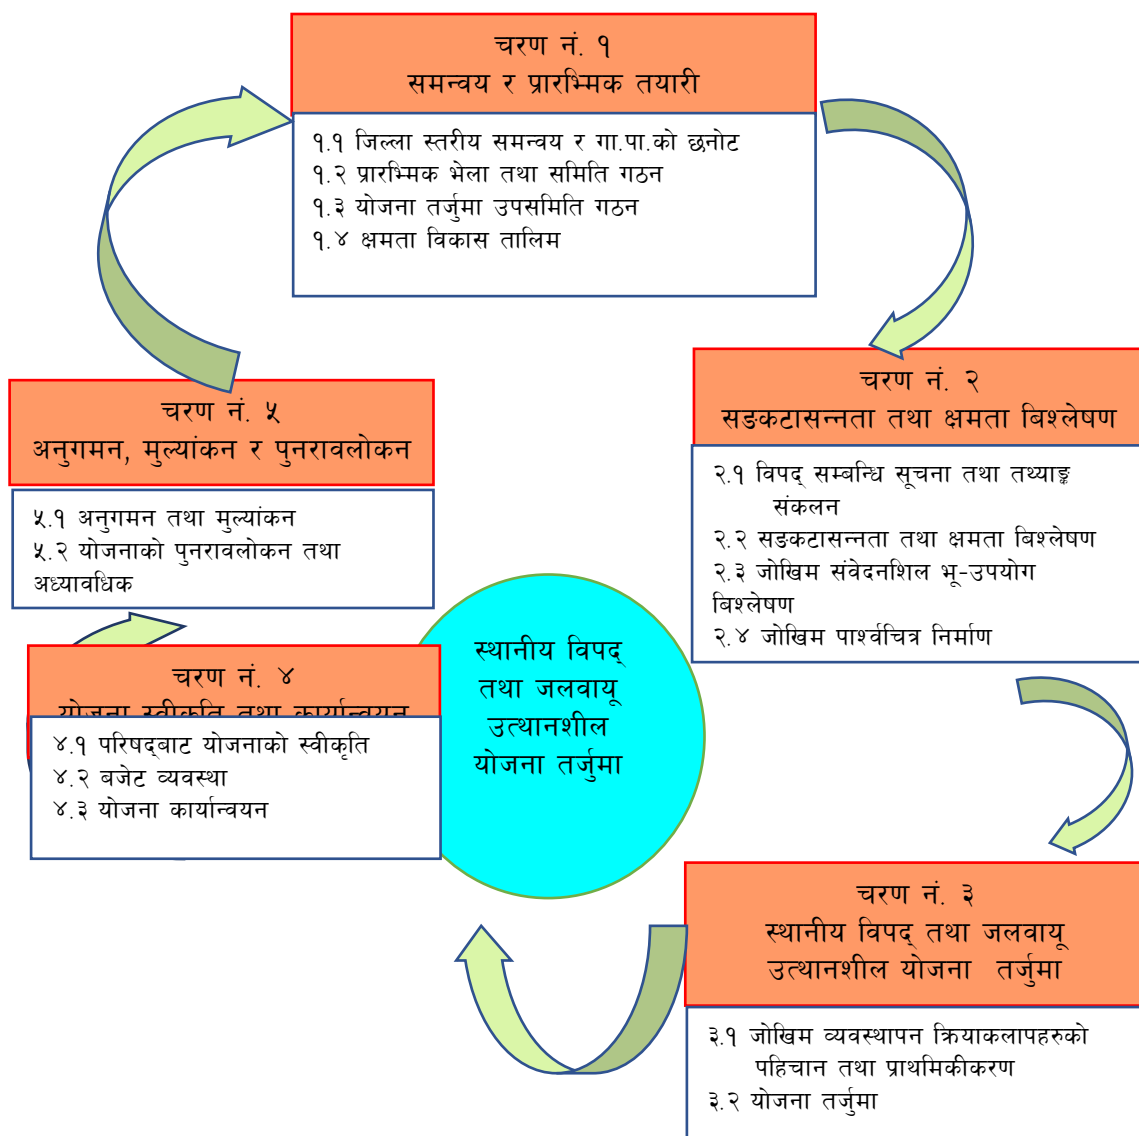 चरण नं. १
समन्वय र प्रारम्भिक तयारी
१.१ जिल्ला स्तरीय समन्वय र गा.पा.को छनोट
१.२ प्रारम्भिक भेला तथा समिति गठन
१.३ योजना तर्जुमा उपसमिति गठन
१.४ क्षमता विकास तालिम
चरण नं. २
सङकटासन्नता तथा क्षमता बिश्लेषण
२.१ विपद् सम्बन्धि सूचना तथा तथ्याङ्क
संकलन
२.२ सङकटासन्नता तथा क्षमता बिश्लेषण
२.३ जोखिम संवेदनशिल भू-उपयोग
बिश्लेषण
२.४ जोखिम पार्श्वचित्र निर्माण
चरण नं. ३
स्थानीय विपद् तथा जलवायू
उत्थानशील योजना तर्जुमा
३.१ जोखिम व्यवस्थापन क्रियाकलापहरुको
पहिचान तथा प्राथमिकीकरण
३.२ योजना तर्जुमा
चरण नं. ४
योजना स्वीकृति तथा कार्यान्वयन
४.१ परिषद्बाट योजनाको स्वीकृति
४.२ बजेट व्यवस्था
४.३ योजना कार्यान्वयन
चरण नं. ५
अनुगमन, मुल्यांकन र पुनरावलोकन
५.१ अनुगमन तथा मुल्यांकन
५.२ योजनाको पुनरावलोकन तथा
अध्यावधिक
स्थानीय विपद्
तथा जलवायू
उत्थानशील
योजना तर्जुमा